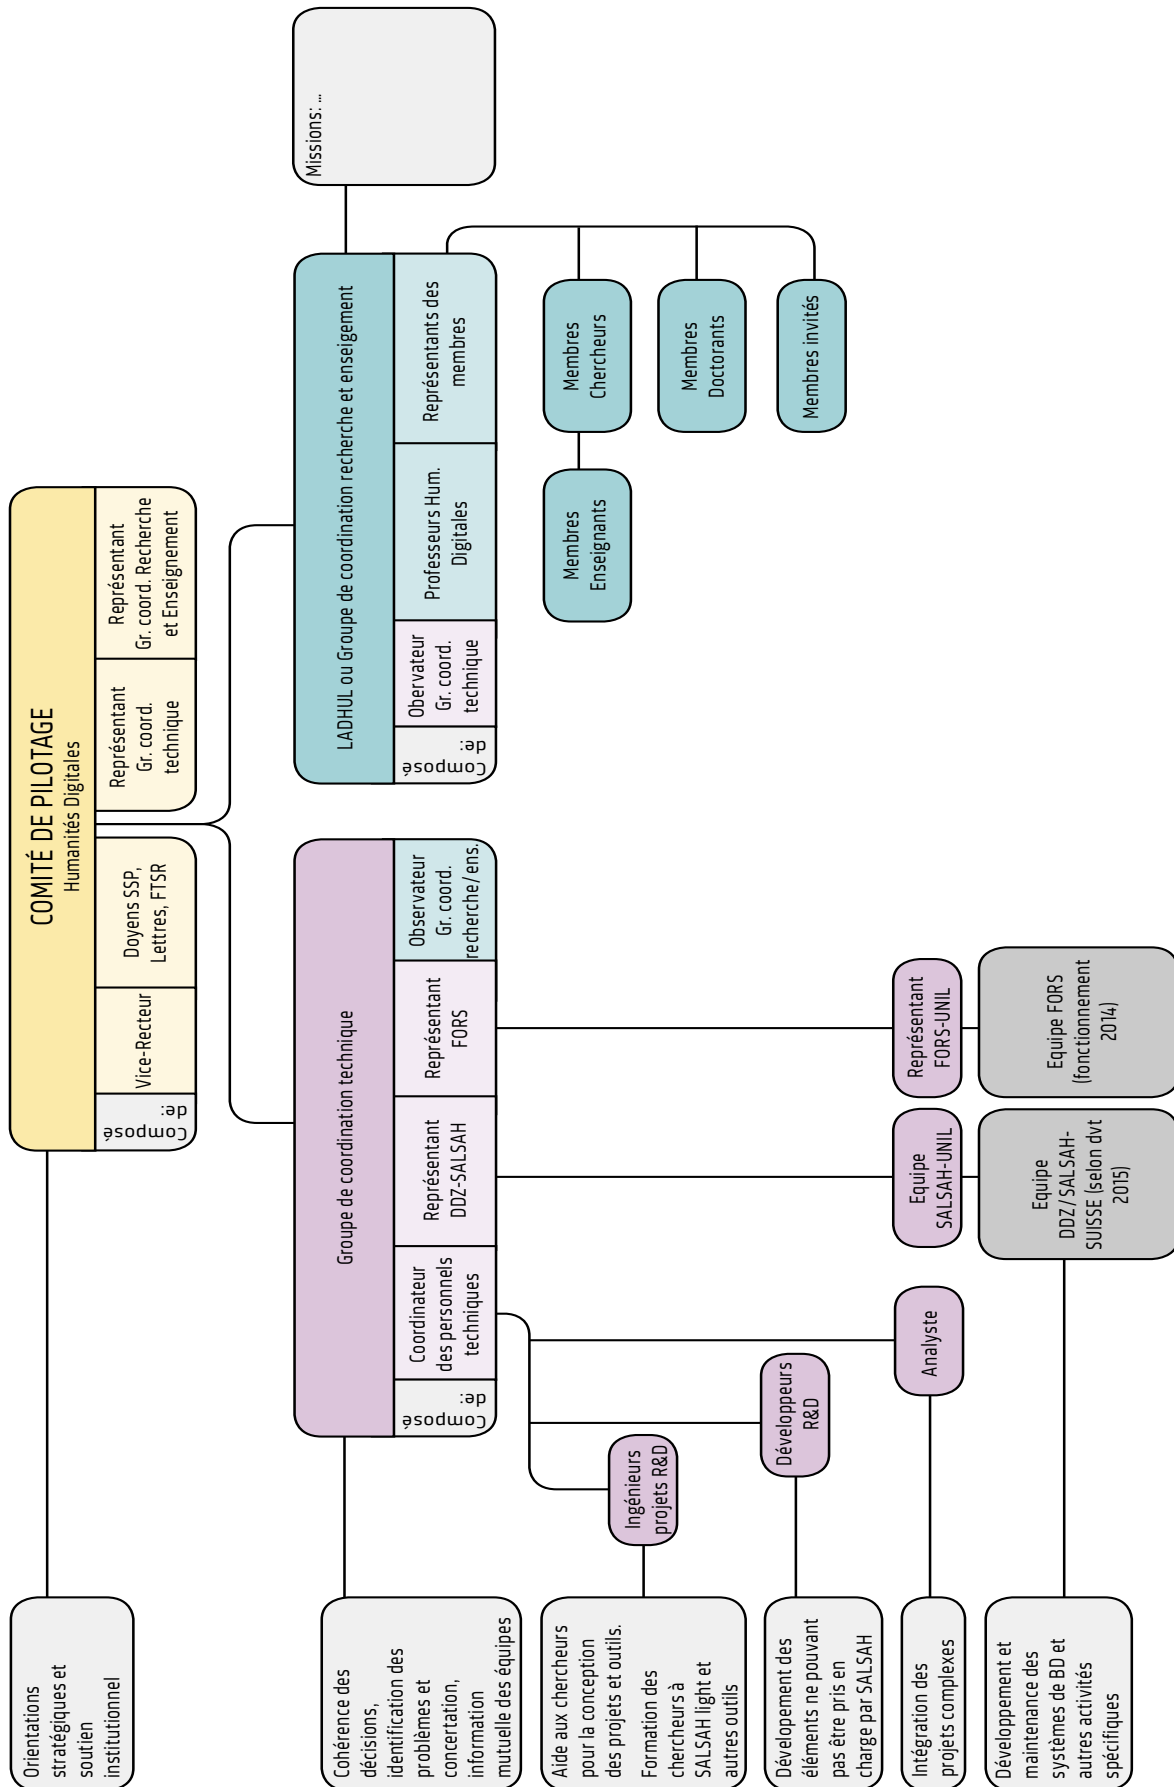 COMITÉ DE PILOTAGE
Humanités Digitales
Composé
de:
Vice-Recteur
Doyens SSP,
Lettres, FTSR
Représentant
Gr. coord.
technique
Représentant
Gr. coord. Recherche
et Enseignement
Orientations
stratégiques et
soutien
institutionnel
Groupe de coordination technique
Composé
de:
Coordinateur
des personnels
techniques
Représentant
DDZ-SALSAH
Représentant
FORS
Observateur
Gr. coord.
recherche/ ens.
LADHUL ou Groupe de coordination recherche et enseigement
Composé
de:
Obervateur
Gr. coord.
technique
Professeurs Hum.
Digitales
Représentants des
membres
Missions: ...
Cohérence des
décisions,
identification des
problèmes et
concertation,
information
mutuelle des équipes
Membres
Enseignants
Membres
Chercheurs
Membres
Doctorants
Membres invités
Aide aux chercheurs
pour la conception
des projets et outils.
Formation des
chercheurs à
SALSAH light et
autres outils
Ingénieurs
projets R&D
Dévelopement des
éléments ne pouvant
pas être pris en
charge par SALSAH
Développeurs
R&D
Intégration des
projets complexes
Analyste
Equipe
SALSAH-UNIL
Représentant
FORS-UNIL
Développement et
maintenance des
systèmes de BD et
autres activités
spécifiques
Equipe
DDZ/ SALSAH-
SUISSE (selon dvt
2015)
Equipe FORS
(fonctionnement
2014)